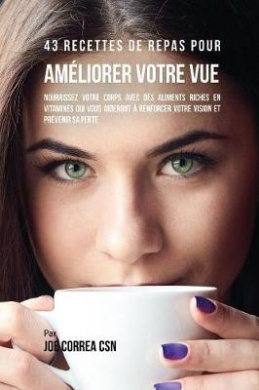 43 RECETTES DE REPAS POUR
AMÉLIORER VOTRE VUE
NOURRISSEZ VOTRE CORPS AVEC DES ALIMENTS RICHES EN
VITAMINES QUI VOUS AIDERONT À RENFORCER VOTRE VISION ET
PRÉVENIR SA PERTE
Par
JOE CORREA CSN